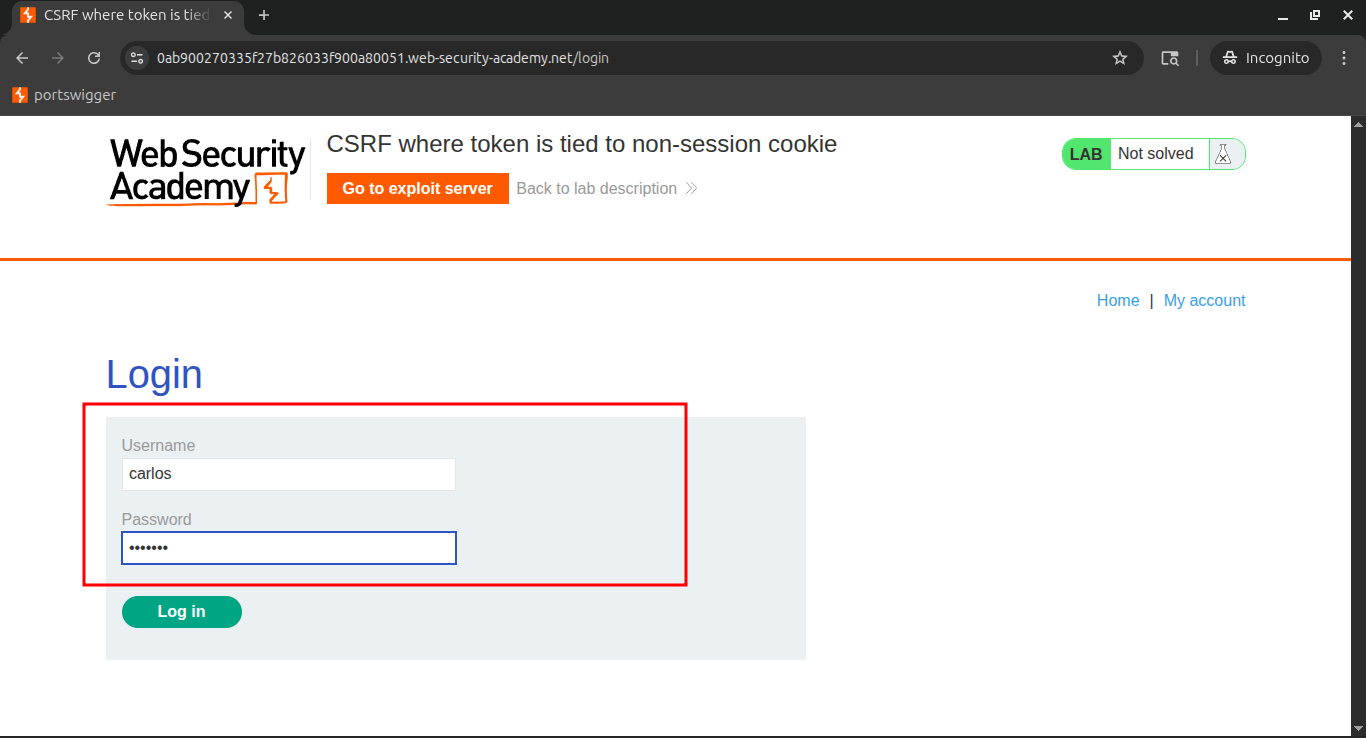 CSRF where token is tied
0ab900270335f27b826033f900a80051.web-security-academy.net/login
Incognito
portswigger
Web Security
Academy
CSRF where token is tied to non-session cookie
LAB Not solved
Go to exploit server Back to lab description
Home | My account
Login
Username
carlos
Password
•••••••
Log in